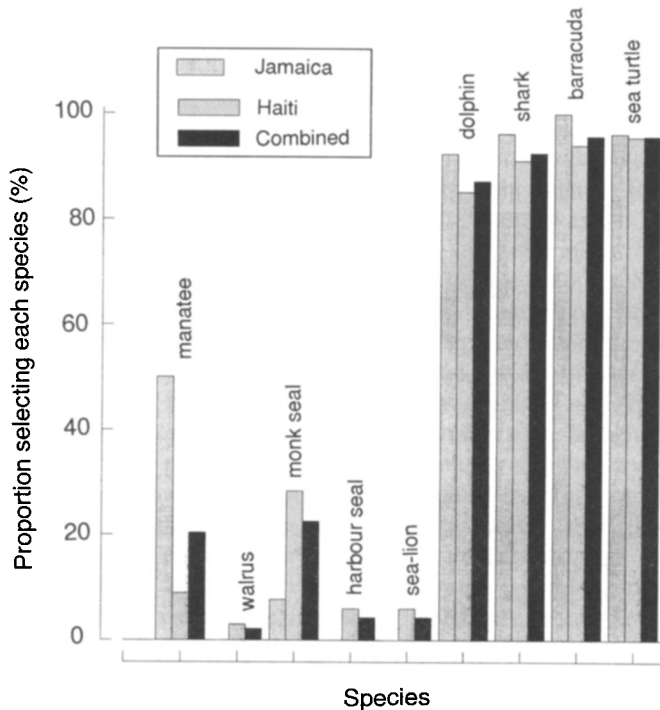 Jamaica
Haiti
Combined
Proportion selecting each species (%)
100
80
60
40
20
0
manatee
walrus
monk seal
harbour seal
sea-lion
dolphin
shark
barracuda
sea turtle
Species